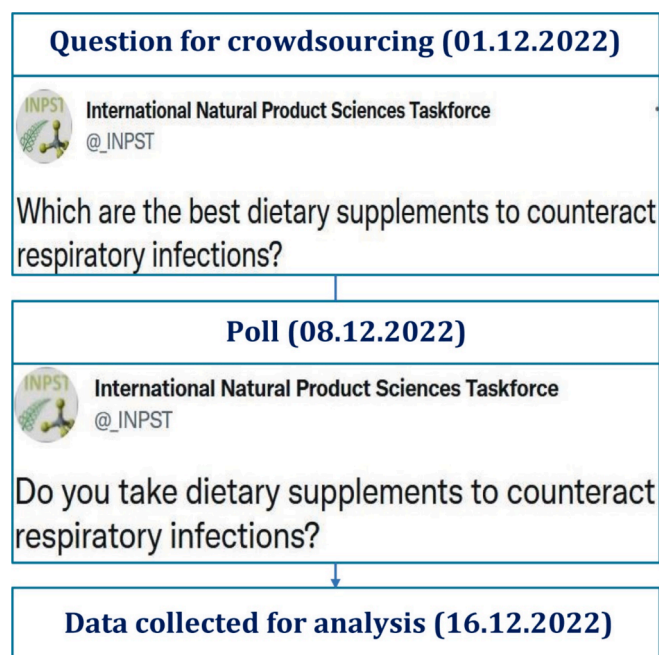 Question for crowdsourcing (01.12.2022)
INPST
International Natural Product Sciences Taskforce
@_INPST
Which are the best dietary supplements to counteract
respiratory infections?
Poll (08.12.2022)
INPST
International Natural Product Sciences Taskforce
@_INPST
Do you take dietary supplements to counteract
respiratory infections?
Data collected for analysis (16.12.2022)